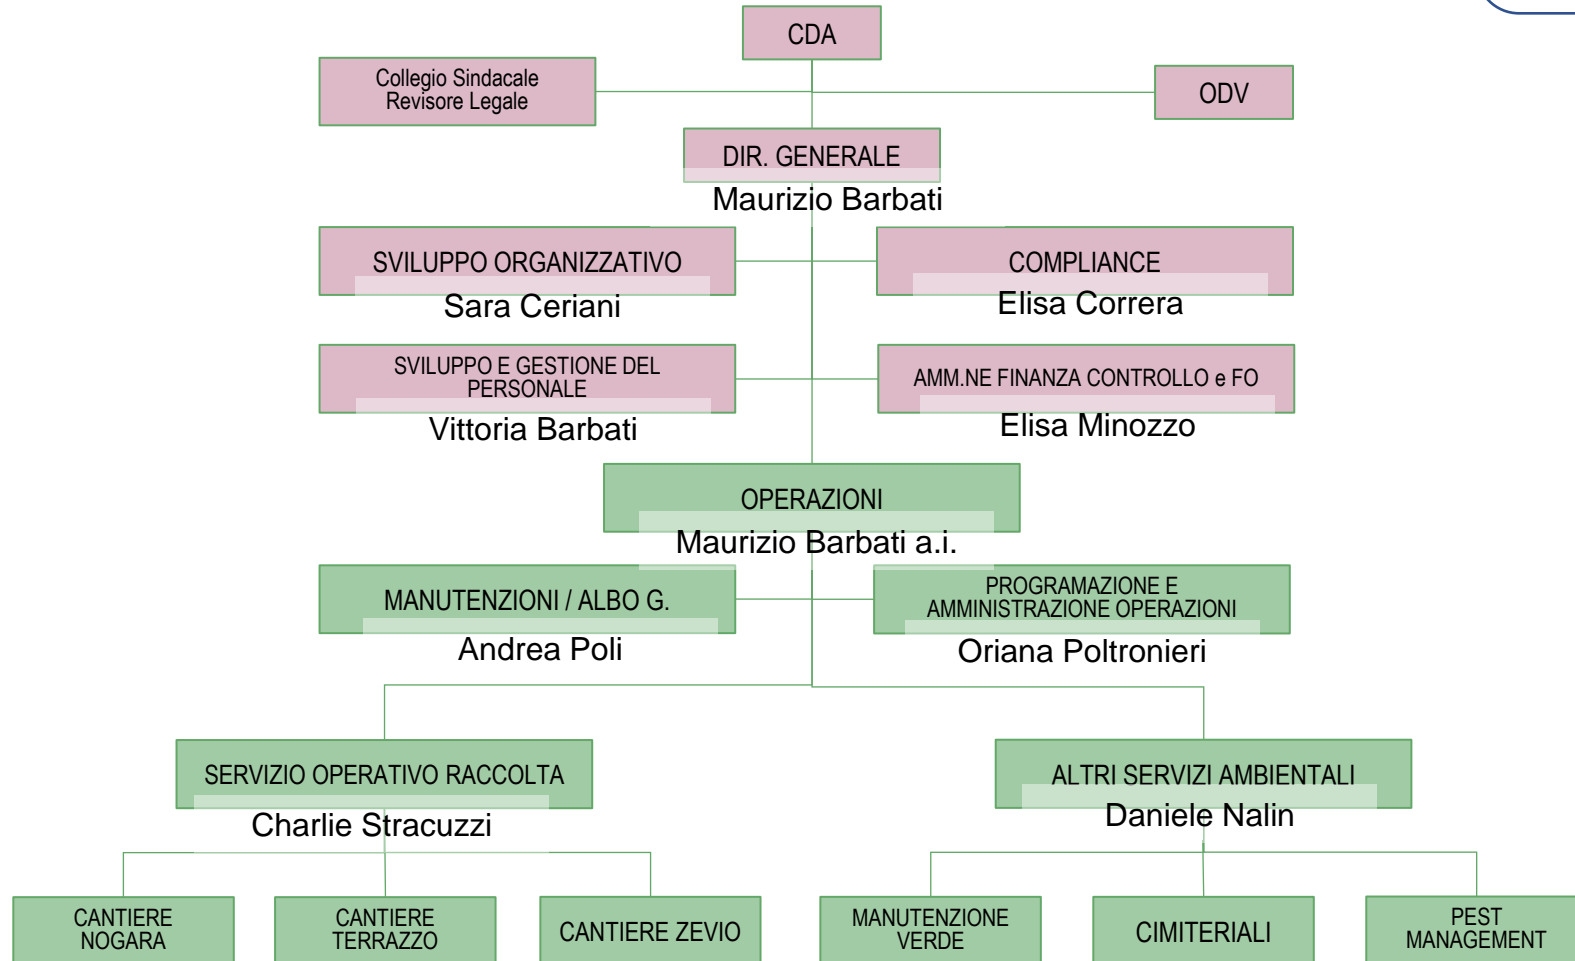 CDA
Collegio Sindacale
Revisore Legale
ODV
DIR. GENERALE
Maurizio Barbati
SVILUPPO ORGANIZZATIVO
Sara Ceriani
COMPLIANCE
Elisa Correra
SVILUPPO E GESTIONE DEL
PERSONALE
Vittoria Barbati
AMM.NE FINANZA CONTROLLO e FO
Elisa Minozzo
OPERAZIONI
Maurizio Barbati a.i.
MANUTENZIONI / ALBO G.
Andrea Poli
PROGRAMAZIONE E
AMMINISTRAZIONE OPERAZIONI
Oriana Poltronieri
SERVIZIO OPERATIVO RACCOLTA
Charlie Stracuzzi
ALTRI SERVIZI AMBIENTALI
Daniele Nalin
CANTIERE
NOGARA
CANTIERE
TERRAZZO
CANTIERE ZEVIO
MANUTENZIONE
VERDE
CIMITERIALI
PEST
MANAGEMENT